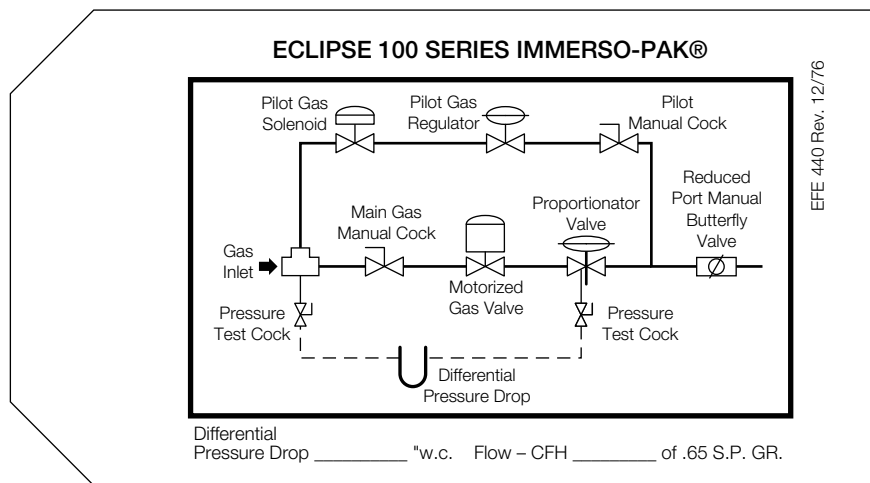 ECLIPSE 100 SERIES IMMERSO-PAK®
EFE 440 Rev. 12/76
Pilot Gas
Solenoid
Pilot Gas
Regulator
Pilot
Manual Cock
Main Gas
Manual Cock
Proportionator
Valve
Reduced
Port Manual
Butterfly
Valve
Gas
Inlet
Motorized
Gas Valve
Pressure
Test Cock
Pressure
Test Cock
Differential
Pressure Drop
Differential
Pressure Drop __________ "w.c. Flow – CFH _________ of .65 S.P. GR.